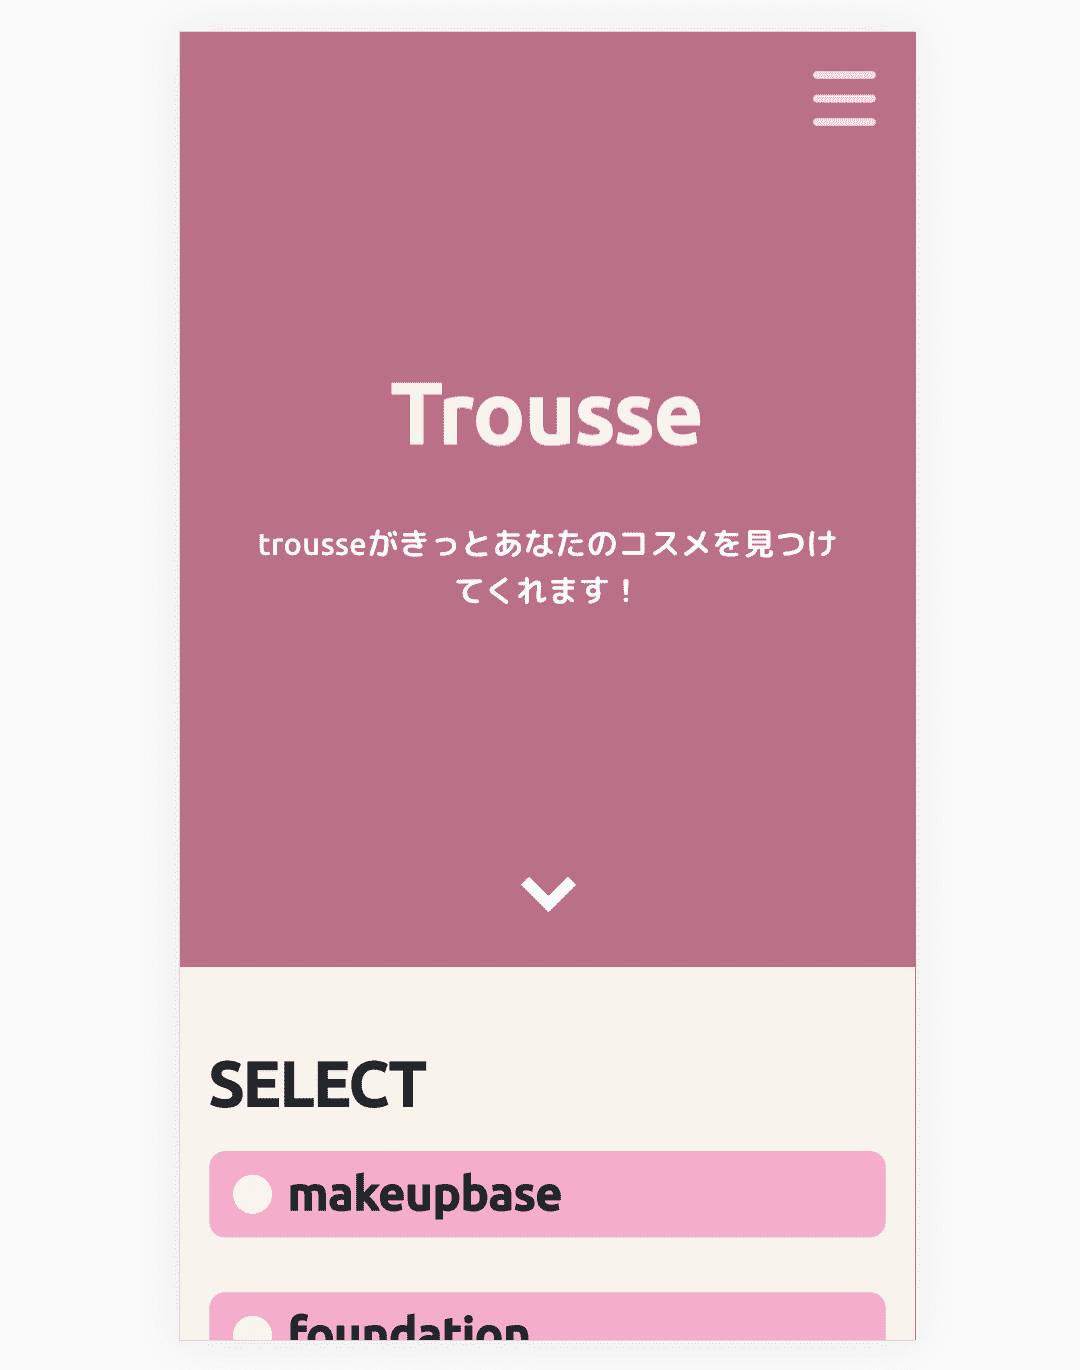 Trousse
trousseがきっとあなたのコスメを見つけ
てくれます！
SELECT
makeupbase
foundation